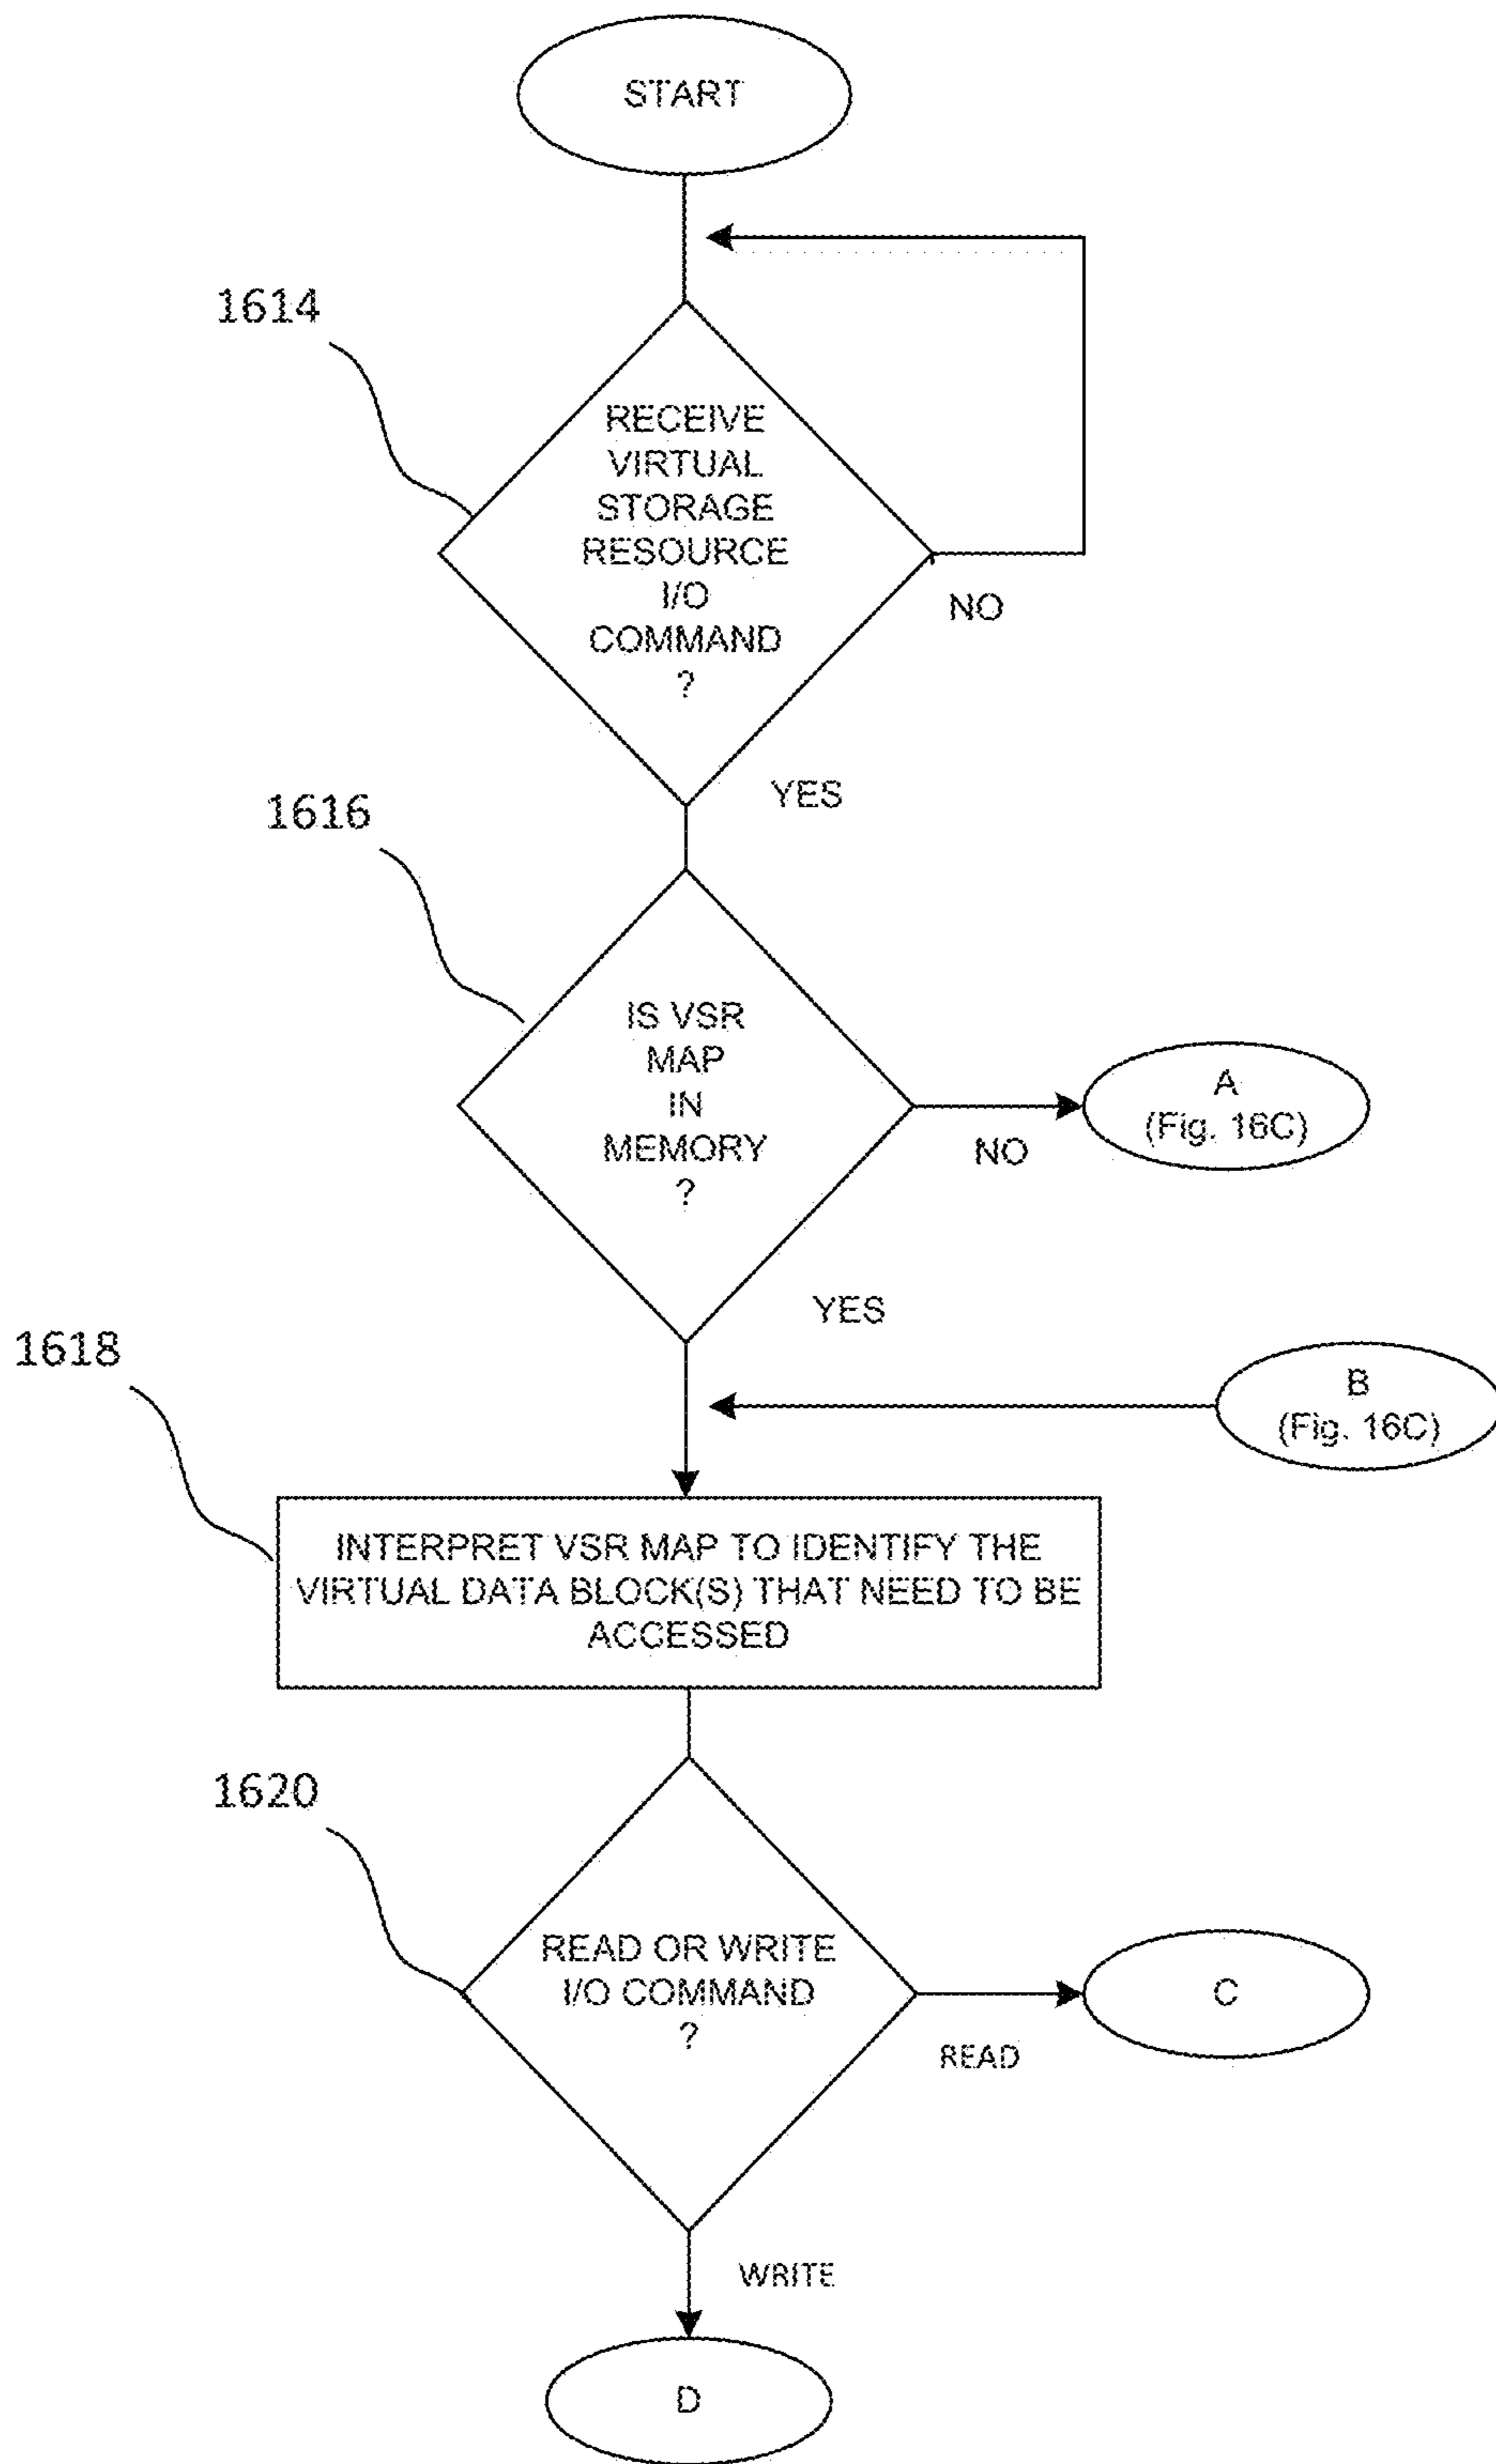 START
1614
RECEIVE
VIRTUAL
STORAGE
RESOURCE
I/O
COMMAND
?
NO
YES
1616
IS VSR
MAP
IN
MEMORY
?
NO
A
(Fig. 16C)
YES
B
(Fig. 16C)
1618
INTERPRET VSR MAP TO IDENTIFY THE
VIRTUAL DATA BLOCK(S) THAT NEED TO BE
ACCESSED
1620
READ OR WRITE
I/O COMMAND
?
READ
C
WRITE
D